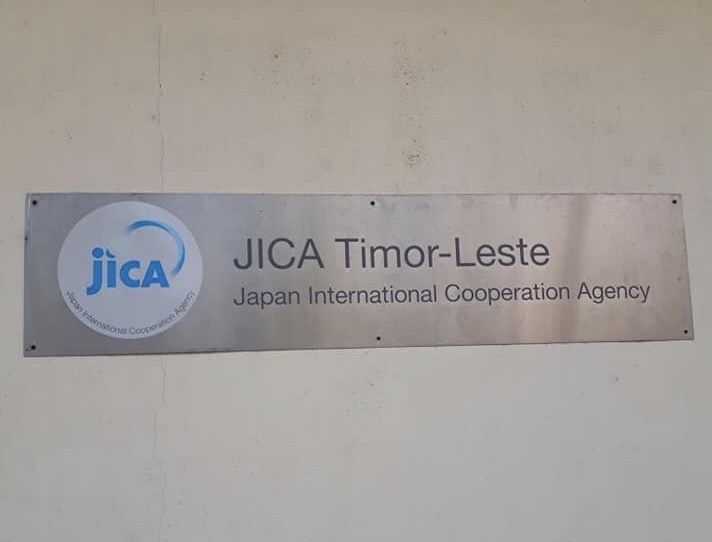 jica
Japan International Cooperation Agency
JICA Timor-Leste
Japan International Cooperation Agency